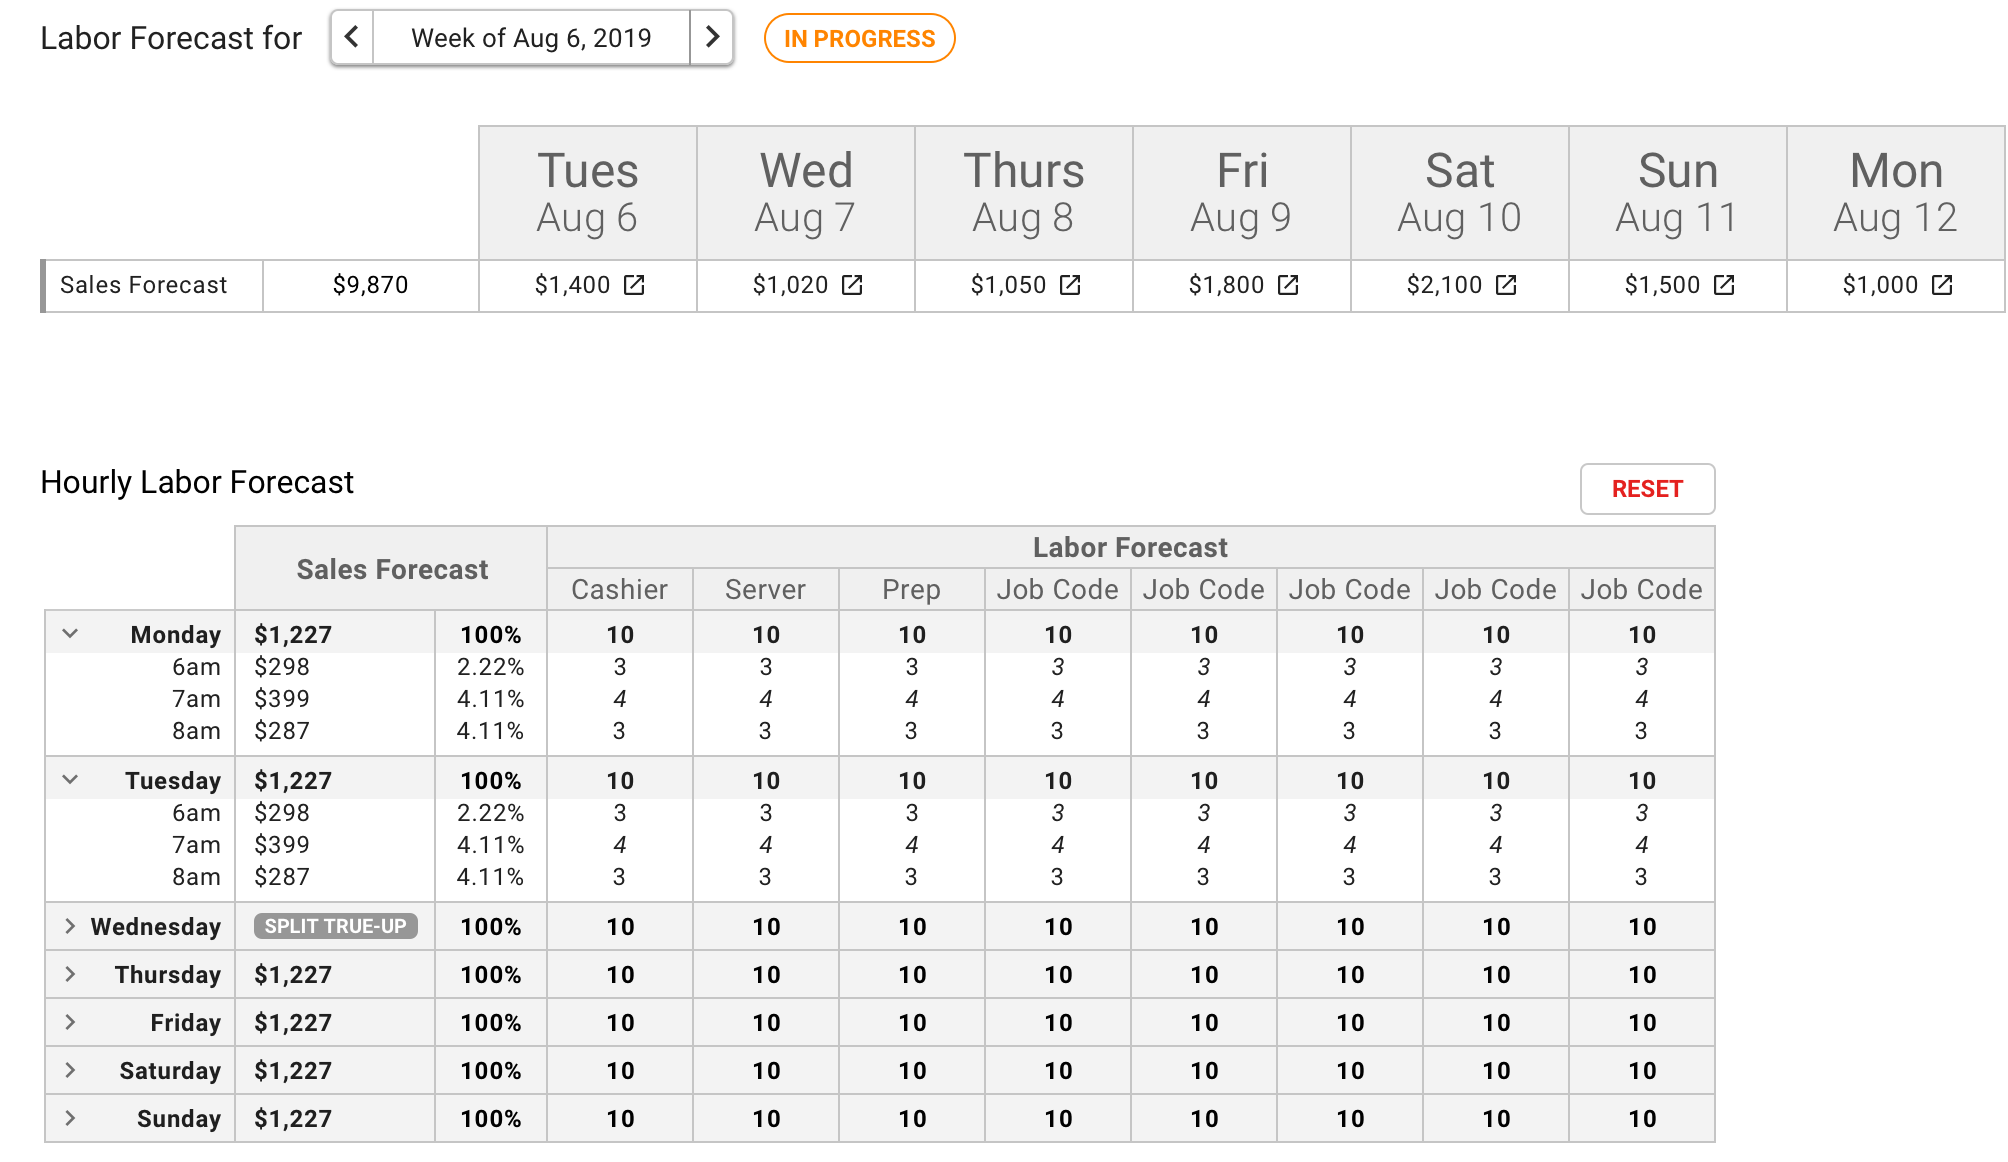 Labor Forecast for Week of Aug 6, 2019 IN PROGRESS
Tues Wed Thurs Fri Sat Sun Mon
Aug 6 Aug 7 Aug 8 Aug 9 Aug 10 Aug 11 Aug 12
Sales Forecast $9,870 $1,400 $1,020 $1,050 $1,800 $2,100 $1,500 $1,000
Hourly Labor Forecast RESET
Sales Forecast Labor Forecast
Cashier Server Prep Job Code Job Code Job Code Job Code Job Code
Monday $1,227 100% 10 10 10 10 10 10 10 10
6am $298 2.22% 3 3 3 3 3 3 3 3
7am $399 4.11% 4 4 4 4 4 4 4 4
8am $287 4.11% 3 3 3 3 3 3 3 3
Tuesday $1,227 100% 10 10 10 10 10 10 10 10
6am $298 2.22% 3 3 3 3 3 3 3 3
7am $399 4.11% 4 4 4 4 4 4 4 4
8am $287 4.11% 3 3 3 3 3 3 3 3
Wednesday SPLIT TRUE-UP 100% 10 10 10 10 10 10 10 10
Thursday $1,227 100% 10 10 10 10 10 10 10 10
Friday $1,227 100% 10 10 10 10 10 10 10 10
Saturday $1,227 100% 10 10 10 10 10 10 10 10
Sunday $1,227 100% 10 10 10 10 10 10 10 10